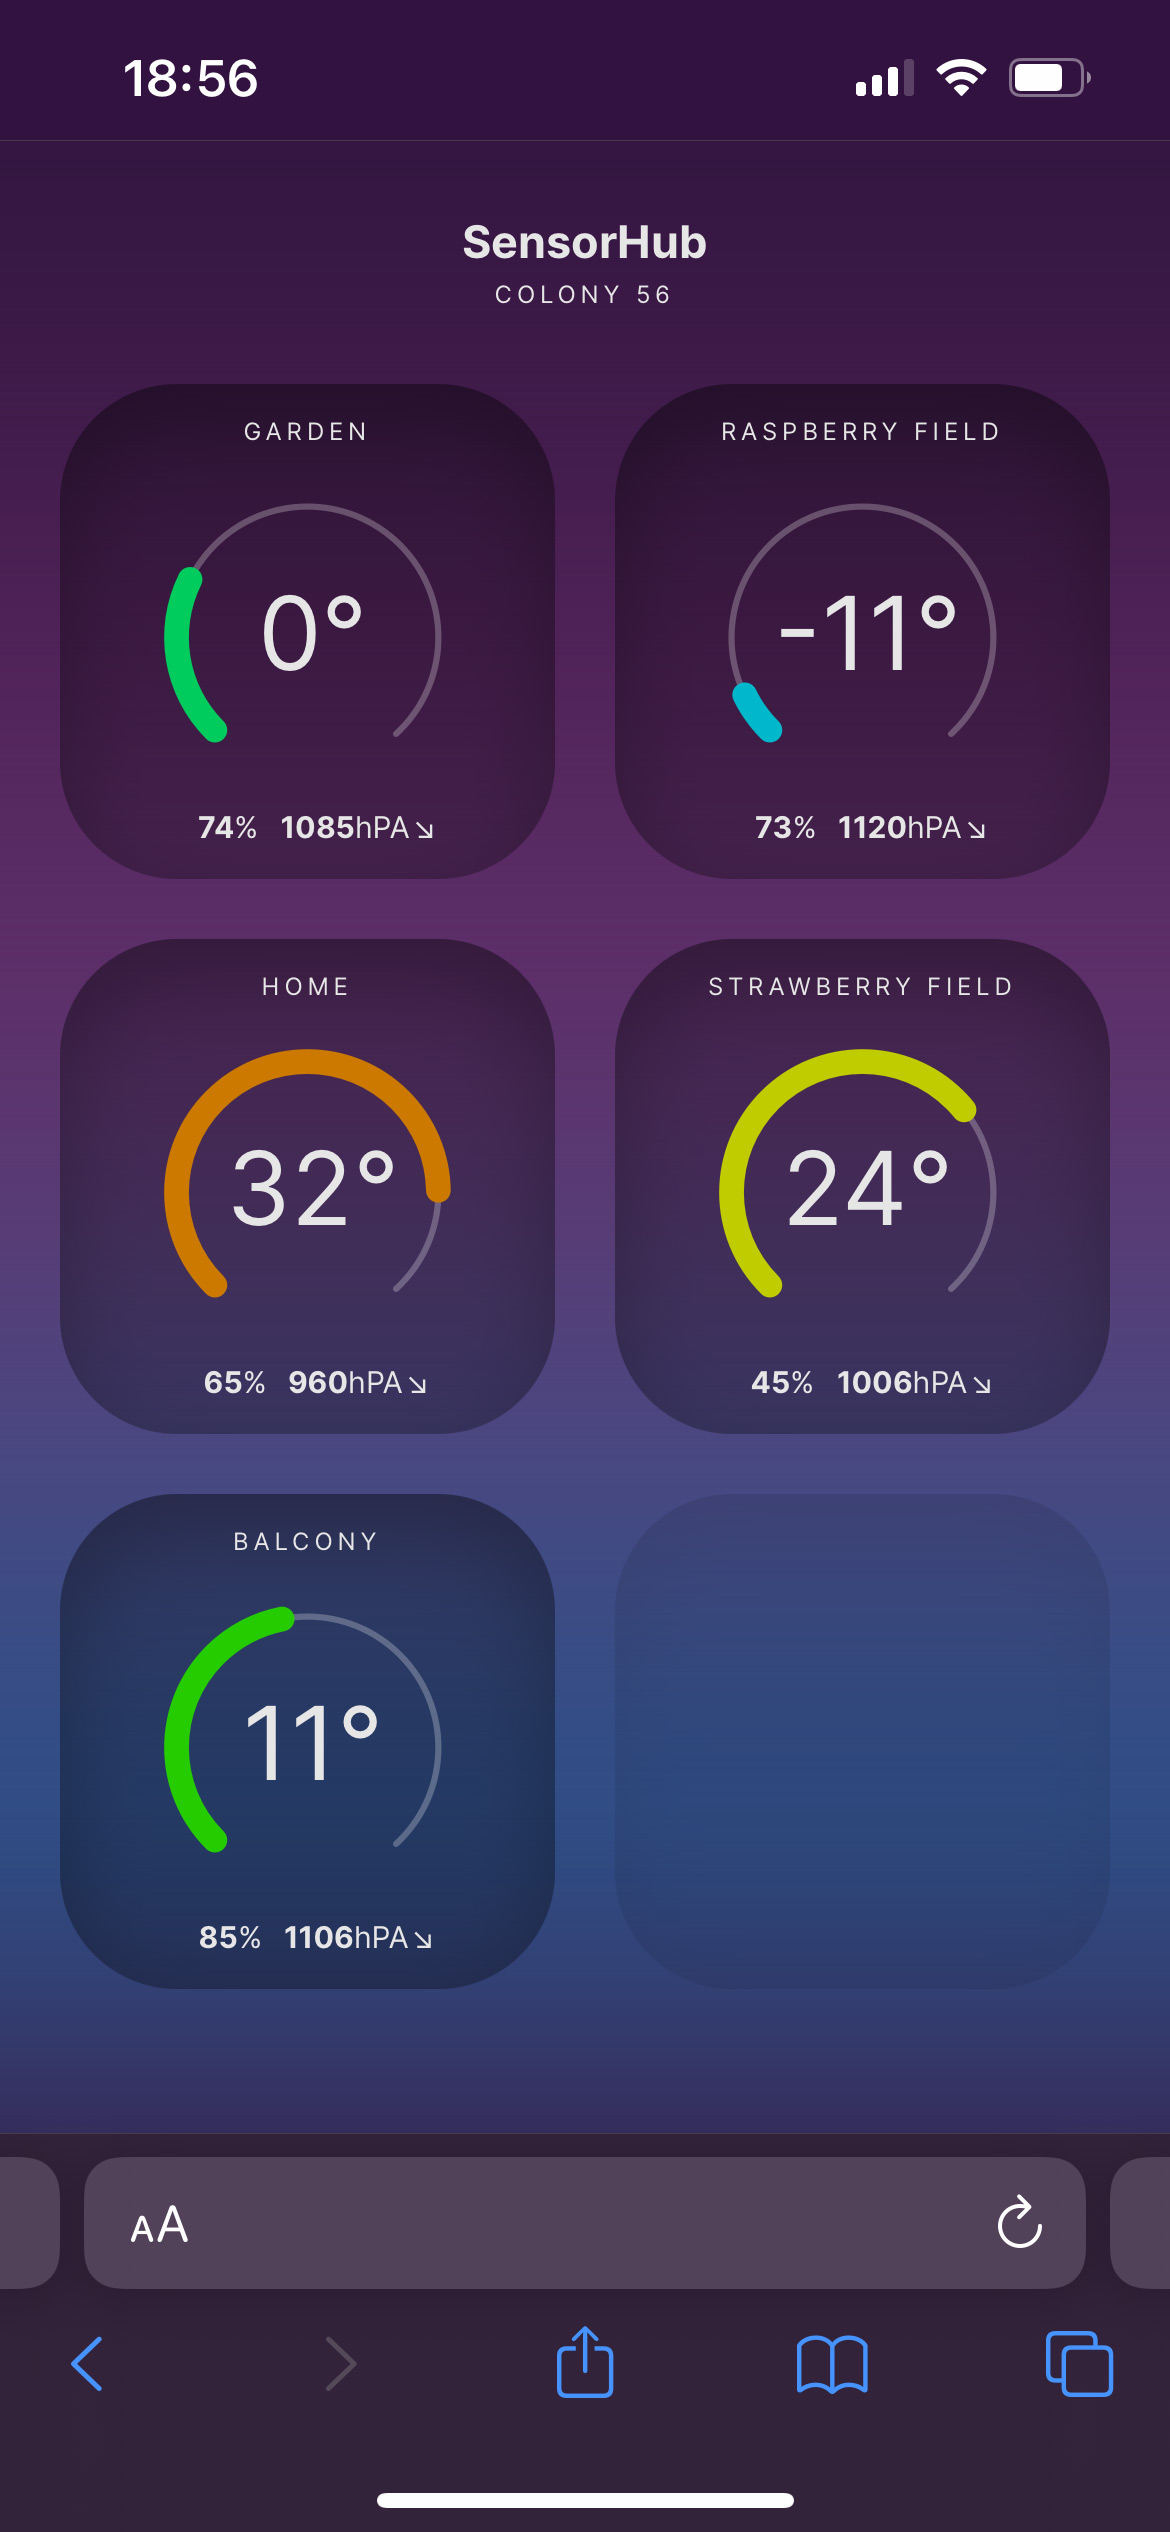 18:56
SensorHub
COLONY 56
GARDEN
0°
74% 1085hPA↘
RASPBERRY FIELD
-11°
73% 1120hPA↘
HOME
32°
65% 960hPA↘
STRAWBERRY FIELD
24°
45% 1006hPA↘
BALCONY
11°
85% 1106hPA↘
AA